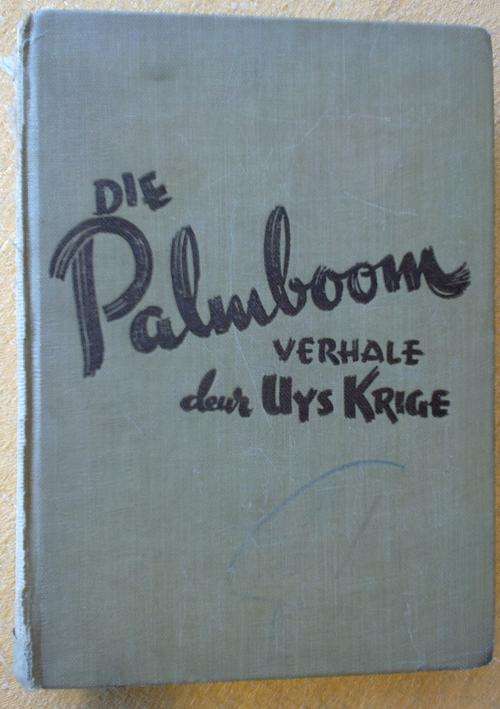 DIE
Palmboom
VERHALE
deur UYS KRIGE